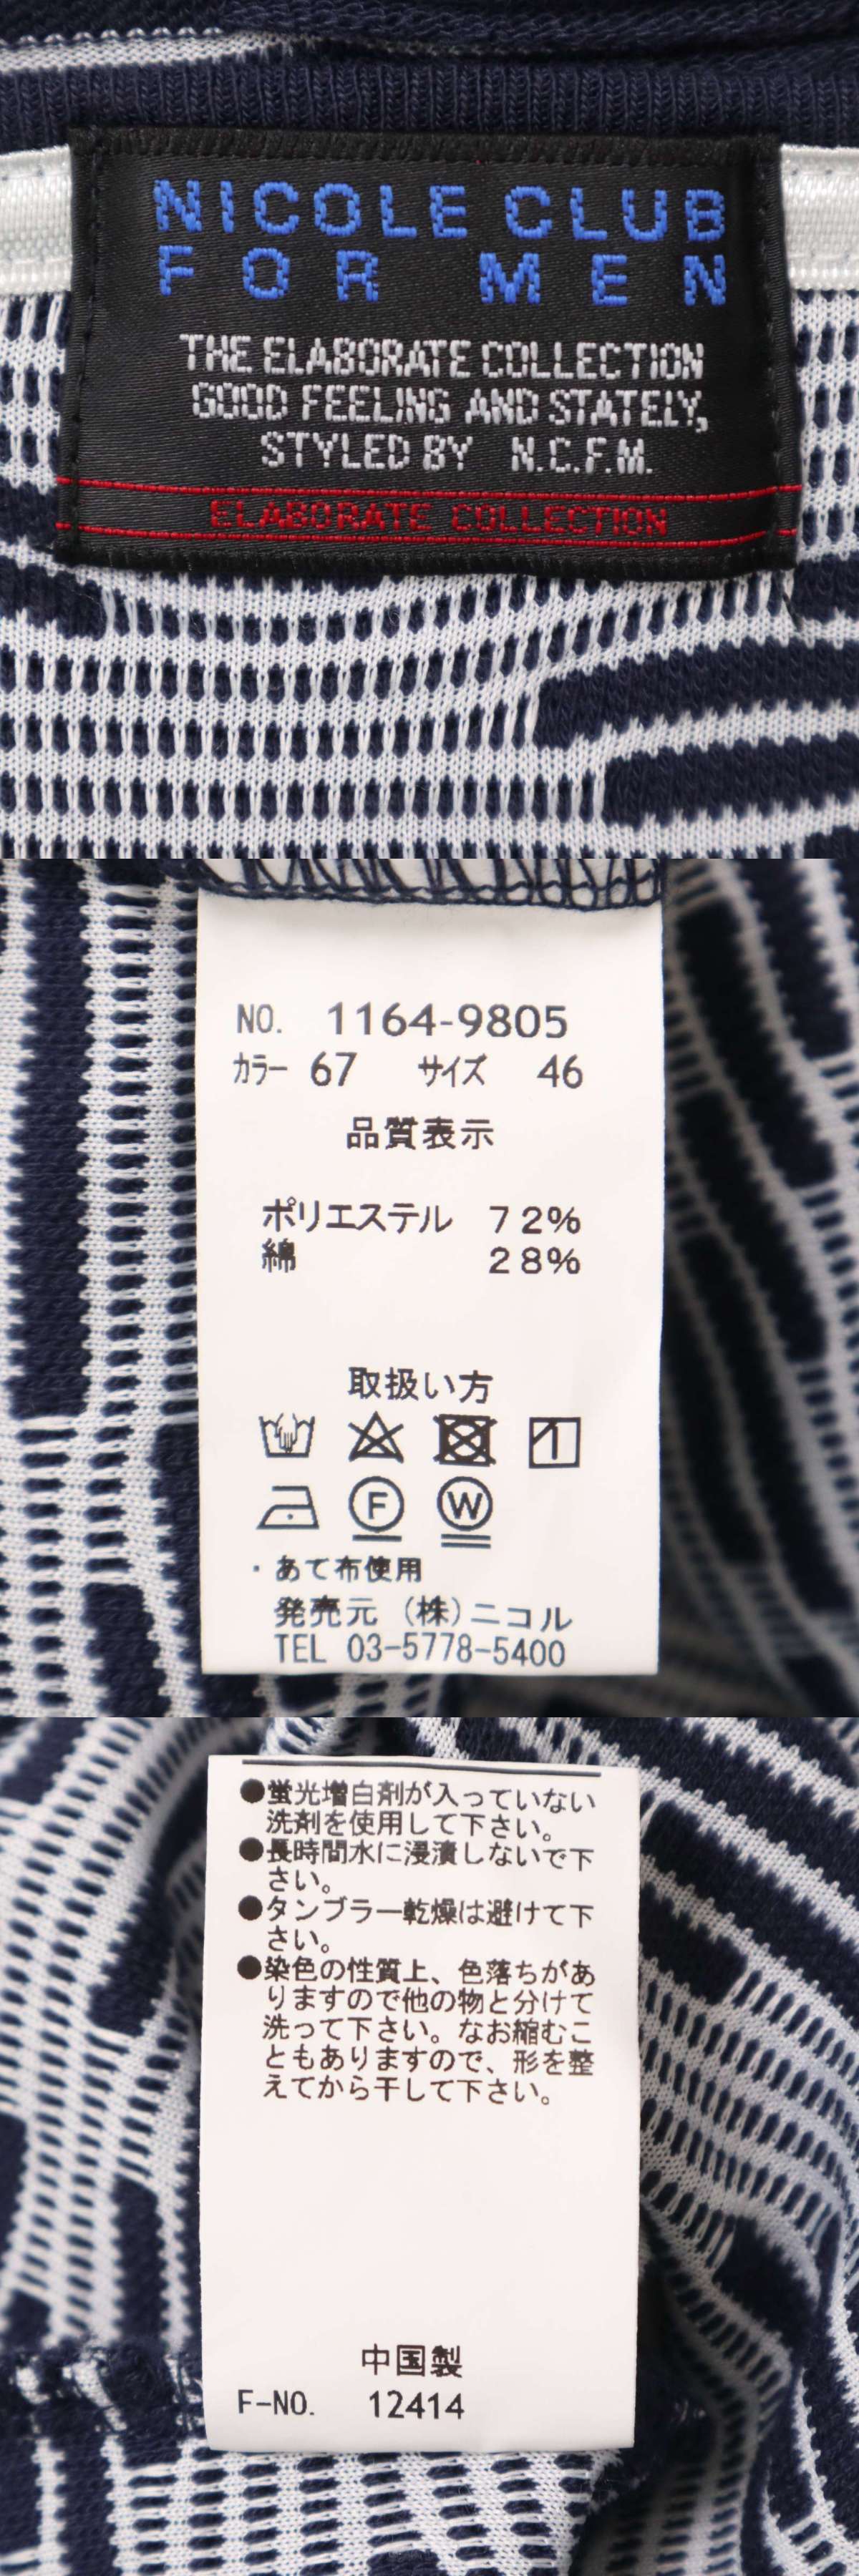 NICOLE CLUB
FOR MEN
THE ELABORATE COLLECTION
GOOD FEELING AND STATELY,
STYLED BY N.C.F.M.
ELABORATE COLLECTION
NO. 1164-9805
カラー 67 サイズ 46
品質表示
ポリエステル 72%
綿 28%
取扱い方
F W
・あて布使用
発売元 (株)ニコル
TEL 03-5778-5400
●蛍光増白剤が入っていない
洗剤を使用して下さい。
●長時間水に浸漬しないで下
さい。
●タンブラー乾燥は避けて下
さい。
●染色の性質上、色落ちがあ
りますので他の物と分けて
洗って下さい。なお縮むこ
ともありますので、形を整
えてから干して下さい。
中国製
F-NO. 12414